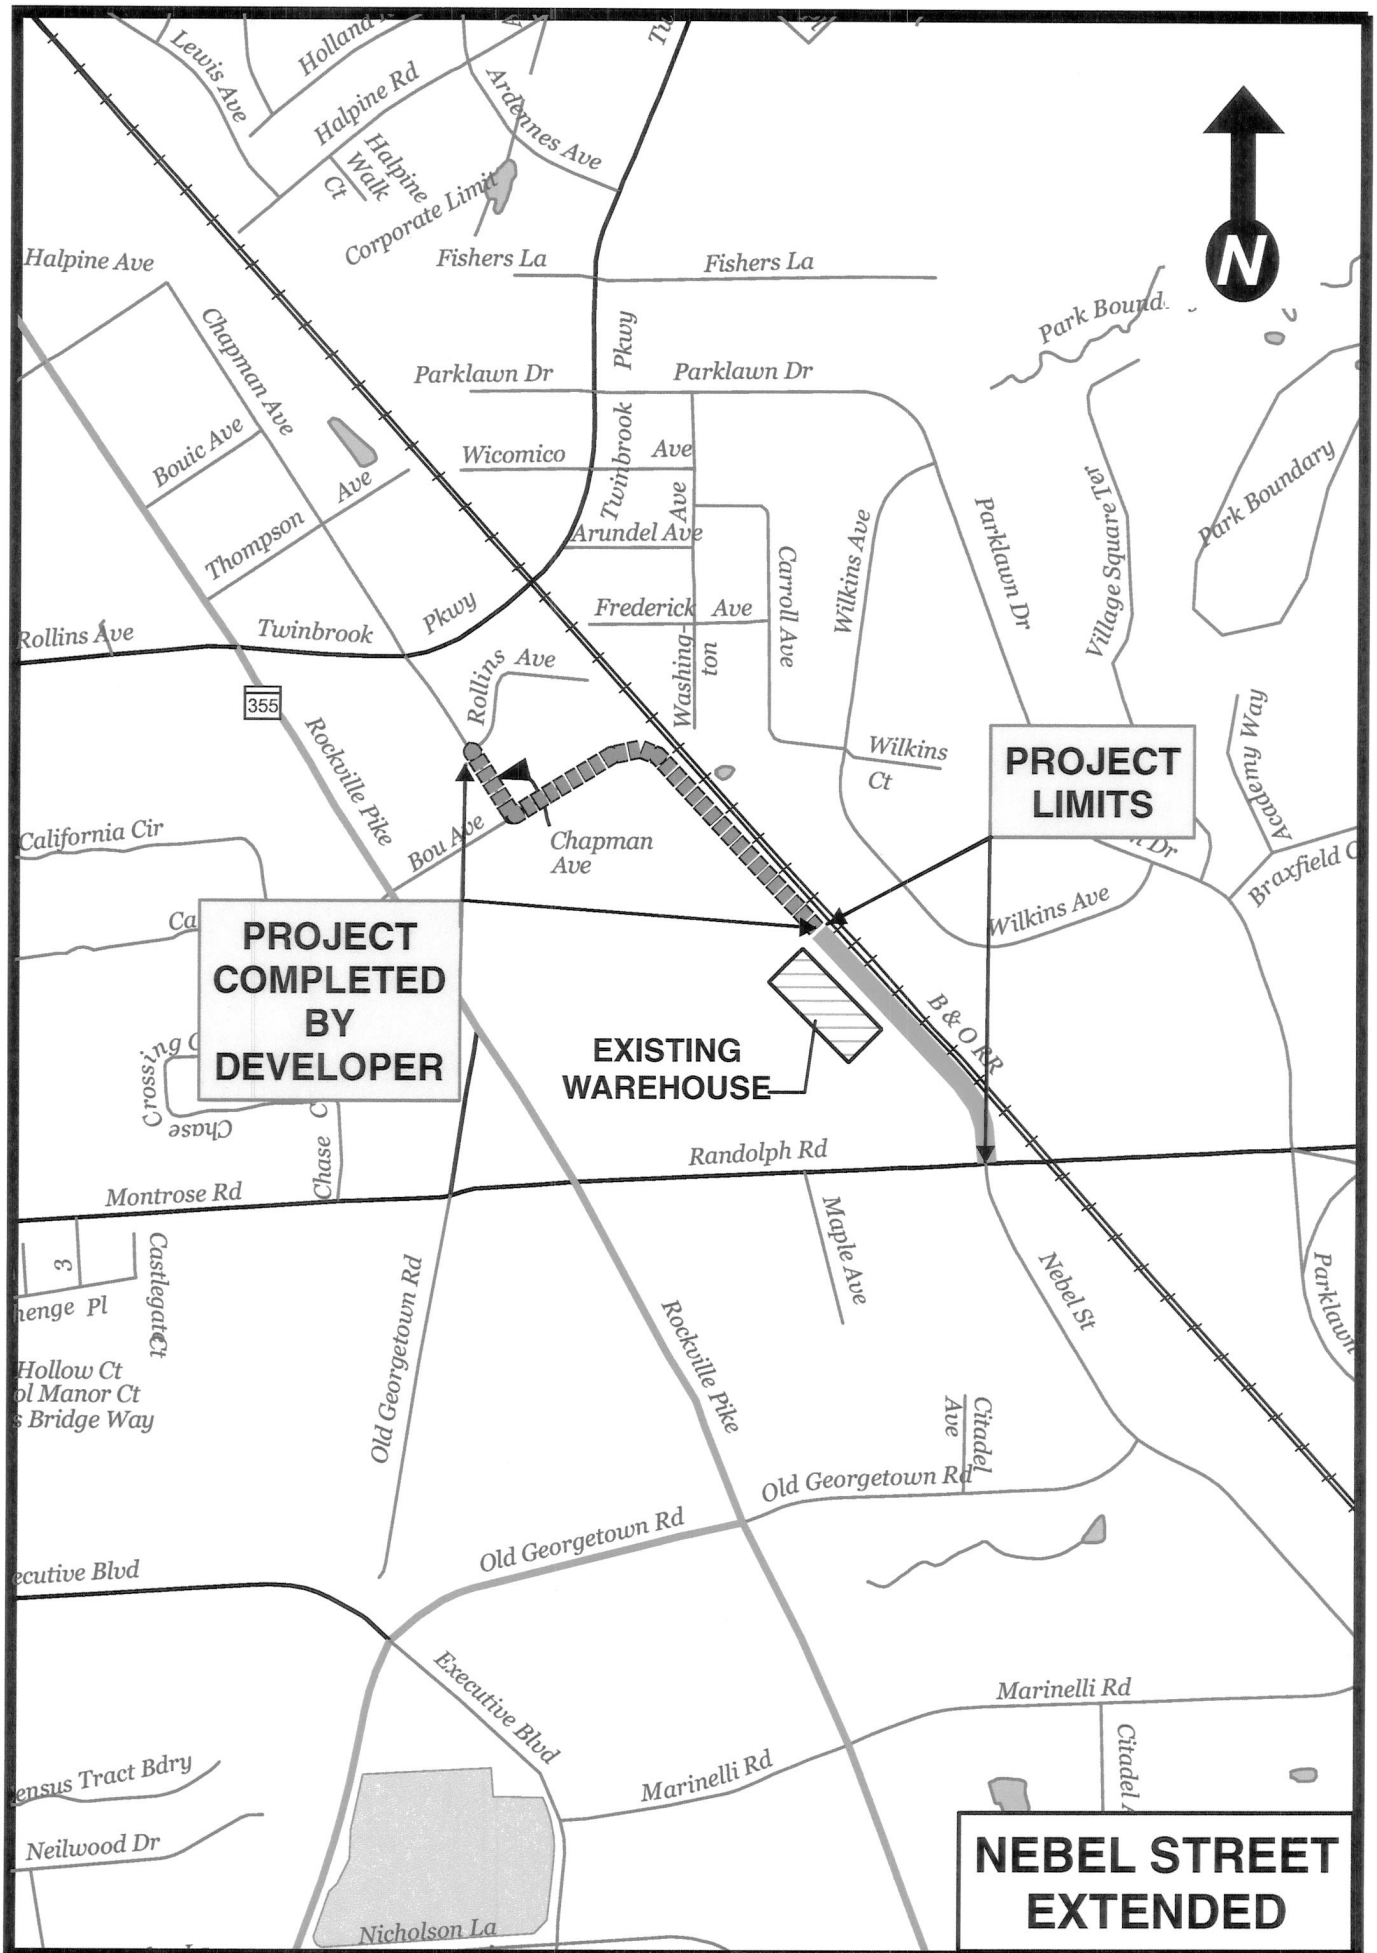 Lewis Ave
Halpine Rd
Ardennes Ave
Halpine
Walk
Ct
Corporate Limit
Halpine Ave
Fishers La
Fishers La
N
Park Bound
Chapman Ave
Pkwy
Parklawn Dr
Parklawn Dr
Bouic Ave
Wicomico
Ave
Twinbrook
Ave
Thompson
Ave
Arundel Ave
Park Boundary
Village Square Ter
Parklawn Dr
Wilkins Ave
Carroll Ave
Frederick
Ave
Washing-
ton
Rollins Ave
Twinbrook
Pkwy
Rollins
Ave
355
Rockville Pike
Wilkins
Ct
PROJECT
LIMITS
Academy Way
California Cir
Bou Ave
Chapman
Ave
Dr
Braxfield C
Wilkins Ave
Ca
PROJECT
COMPLETED
BY
DEVELOPER
B & O RR
EXISTING
WAREHOUSE
Crossing C
Chase
Chase C
Randolph Rd
Montrose Rd
Maple Ave
3
Castlegate Ct
henge Pl
Nebel St
Parklawn
Old Georgetown Rd
Rockville Pike
Hollow Ct
ol Manor Ct
s Bridge Way
Citadel
Ave
Old Georgetown Rd
Old Georgetown Rd
ecutive Blvd
Executive Blvd
Marinelli Rd
Marinelli Rd
Citadel A
ensus Tract Bdry
Neilwood Dr
Nicholson La
NEBEL STREET
EXTENDED